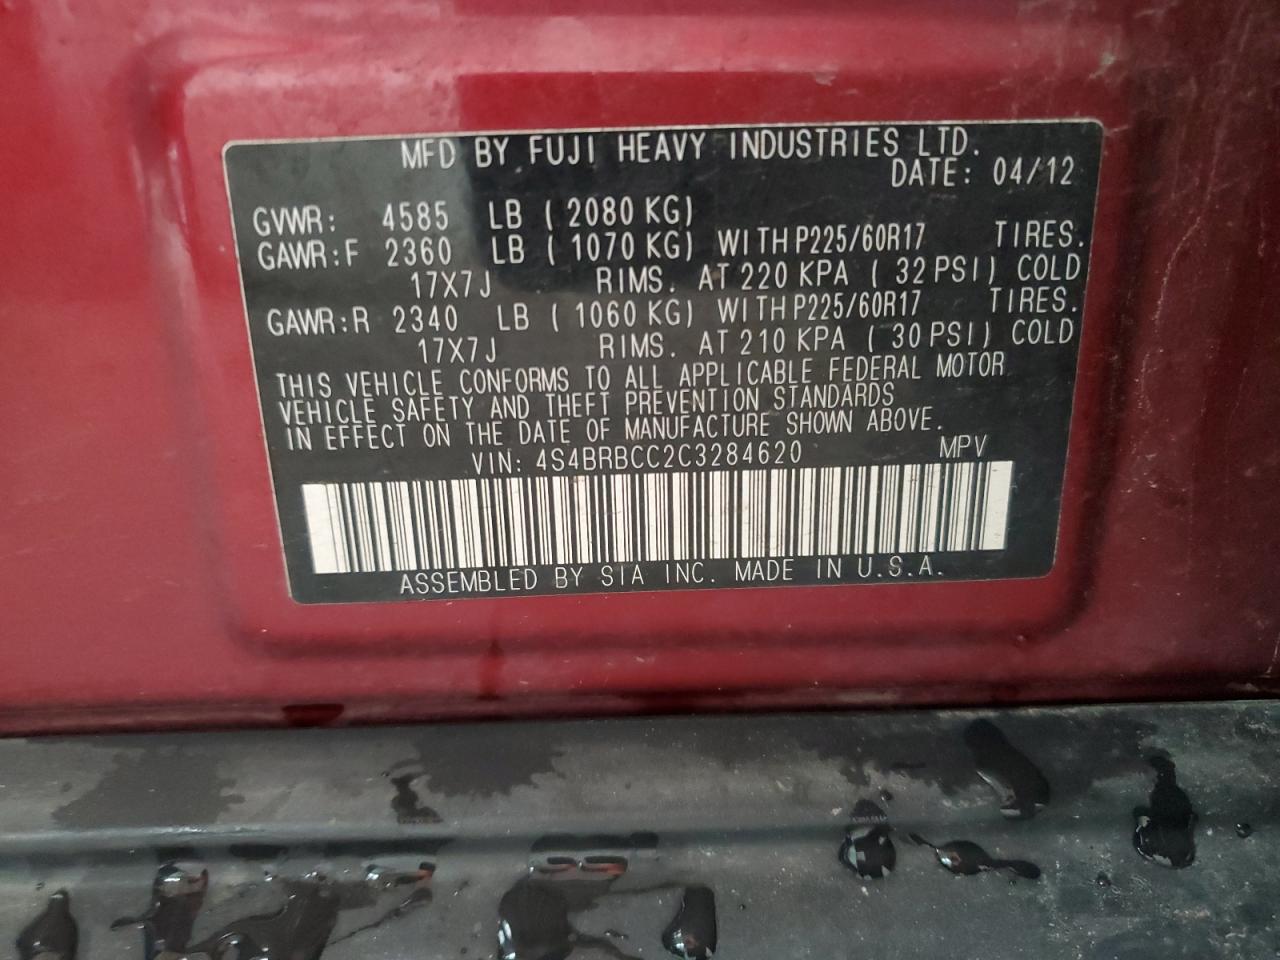 MFD BY FUJI HEAVY INDUSTRIES LTD.
DATE: 04/12
GVWR: 4585 LB (2080 KG)
GAWR:F 2360 LB (1070 KG) WITH P225/60R17 TIRES.
17X7J RIMS. AT 220 KPA (32 PSI) COLD
GAWR:R 2340 LB (1060 KG) WITH P225/60R17 TIRES.
17X7J RIMS. AT 210 KPA (30 PSI) COLD
THIS VEHICLE CONFORMS TO ALL APPLICABLE FEDERAL MOTOR
VEHICLE SAFETY AND THEFT PREVENTION STANDARDS
IN EFFECT ON THE DATE OF MANUFACTURE SHOWN ABOVE.
VIN: 4S4BRBCC2C3284620 MPV
ASSEMBLED BY SIA INC. MADE IN U.S.A.